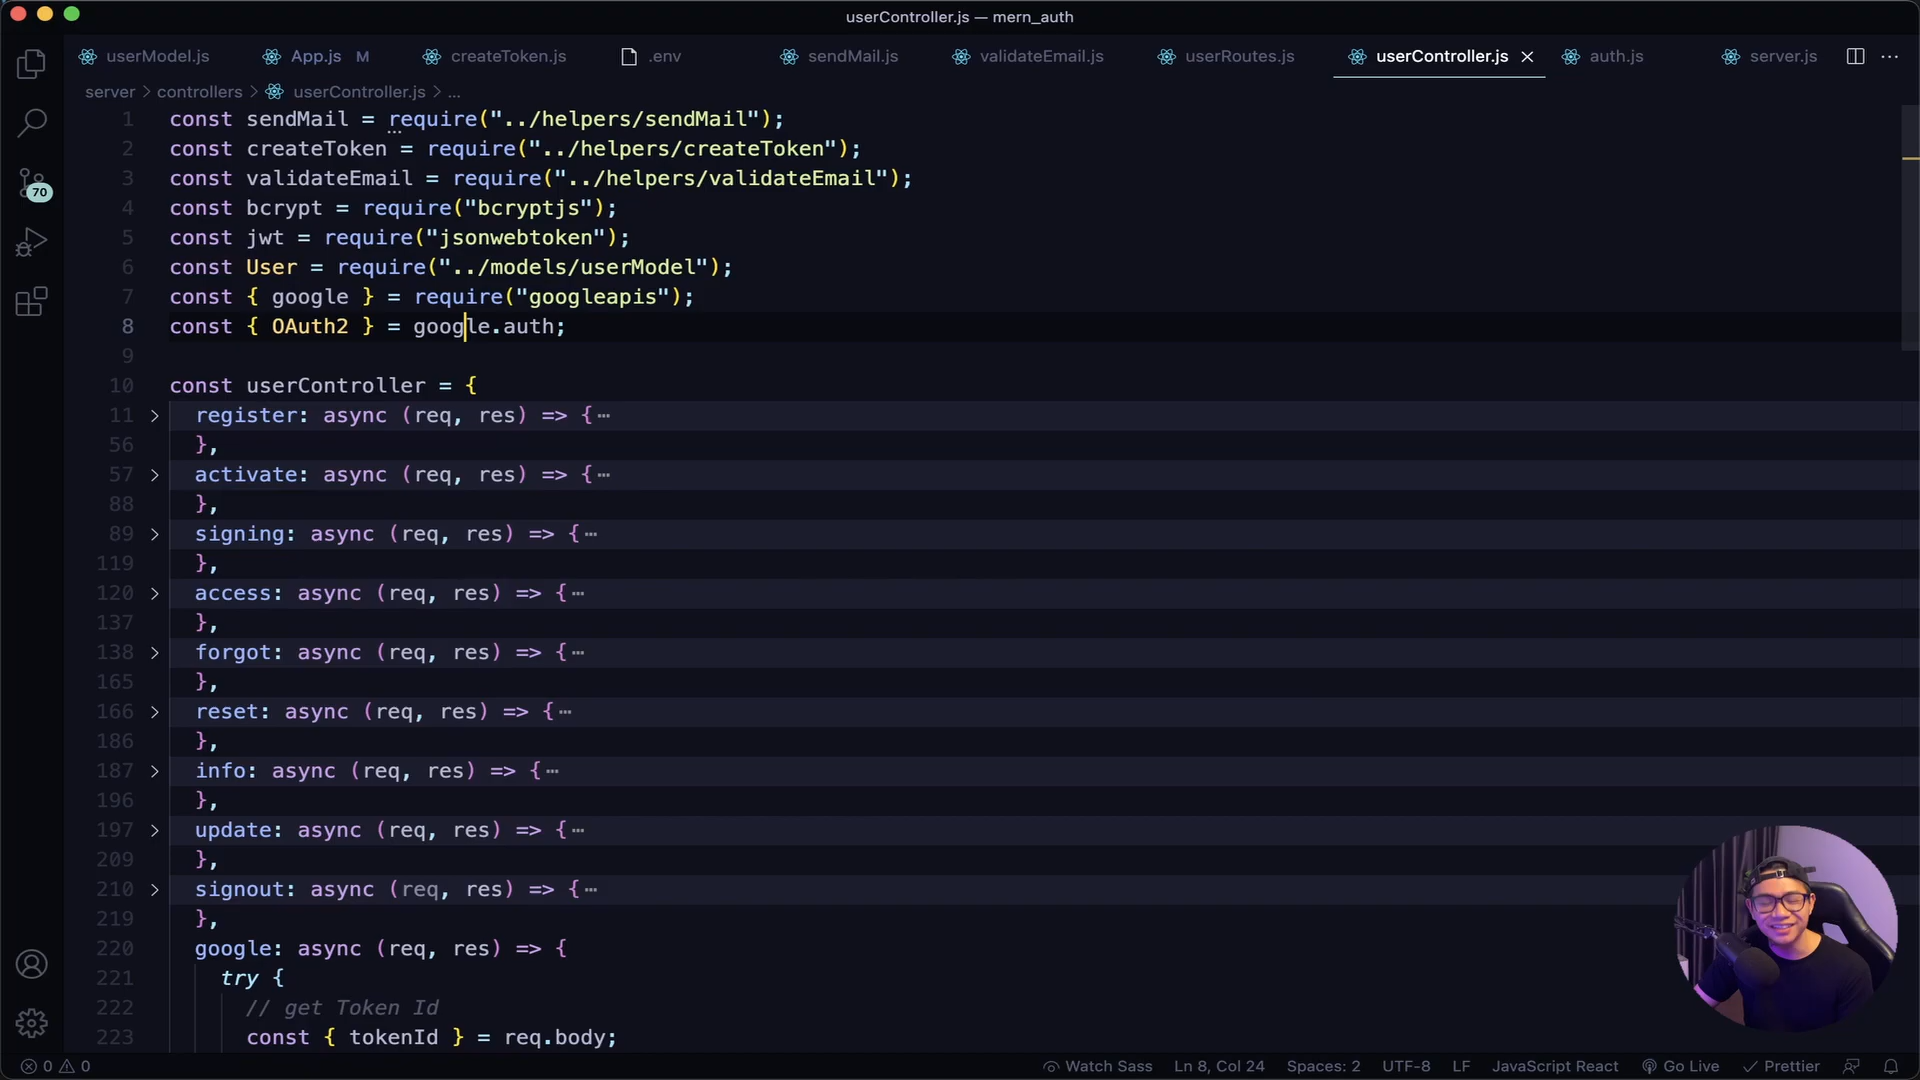 userController.js — mern_auth
userModel.js App.js M createToken.js .env sendMail.js validateEmail.js userRoutes.js userController.js auth.js server.js
server > controllers > userController.js > ...
1 const sendMail = require("../helpers/sendMail");
2 const createToken = require("../helpers/createToken");
3 const validateEmail = require("../helpers/validateEmail");
4 const bcrypt = require("bcryptjs");
5 const jwt = require("jsonwebtoken");
6 const User = require("../models/userModel");
7 const { google } = require("googleapis");
8 const { OAuth2 } = google.auth;
9
10 const userController = {
11 register: async (req, res) => {…
56 },
57 activate: async (req, res) => {…
88 },
89 signing: async (req, res) => {…
119 },
120 access: async (req, res) => {…
137 },
138 forgot: async (req, res) => {…
165 },
166 reset: async (req, res) => {…
186 },
187 info: async (req, res) => {…
196 },
197 update: async (req, res) => {…
209 },
210 signout: async (req, res) => {…
219 },
220 google: async (req, res) => {
221 try {
222 // get Token Id
223 const { tokenId } = req.body;
70
0 0 Watch Sass Ln 8, Col 24 Spaces: 2 UTF-8 LF JavaScript React Go Live Prettier